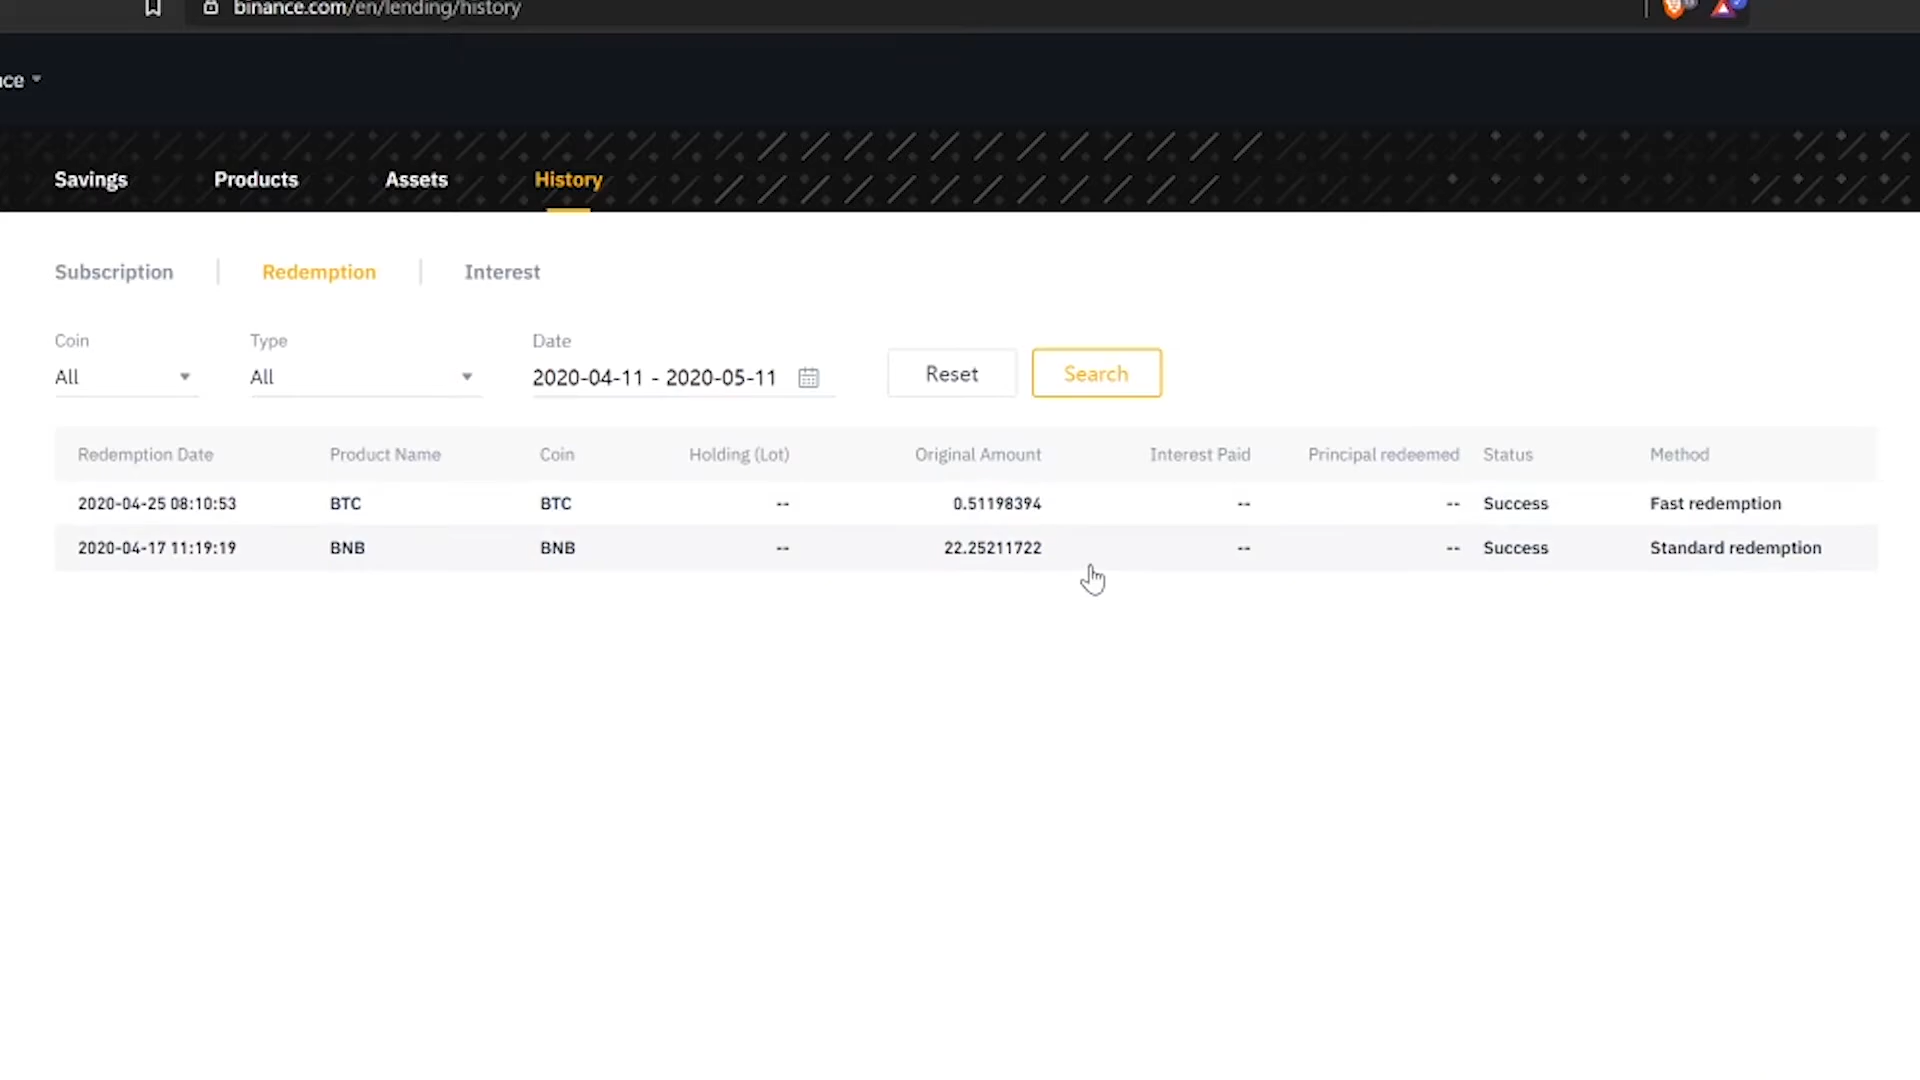 binance.com/en/lending/history
Savings Products Assets History
Subscription Redemption Interest
Coin Type Date
All All 2020-04-11 - 2020-05-11 Reset Search
Redemption Date Product Name Coin Holding (Lot) Original Amount Interest Paid Principal redeemed Status Method
2020-04-25 08:10:53 BTC BTC -- 0.51198394 -- -- Success Fast redemption
2020-04-17 11:19:19 BNB BNB -- 22.25211722 -- -- Success Standard redemption